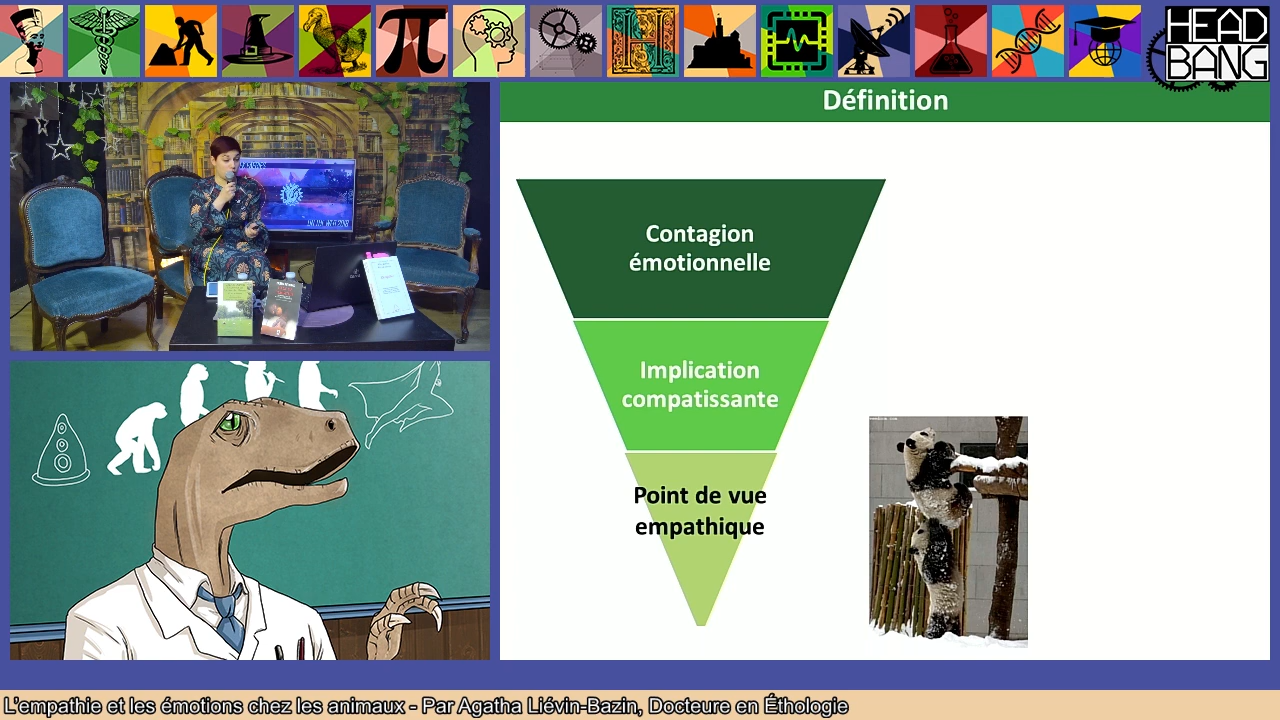 HEAD
BANG
Définition
Contagion
émotionnelle
Implication
compatissante
Point de vue
empathique
L'empathie et les émotions chez les animaux - Par Agatha Liévin-Bazin, Docteure en Éthologie